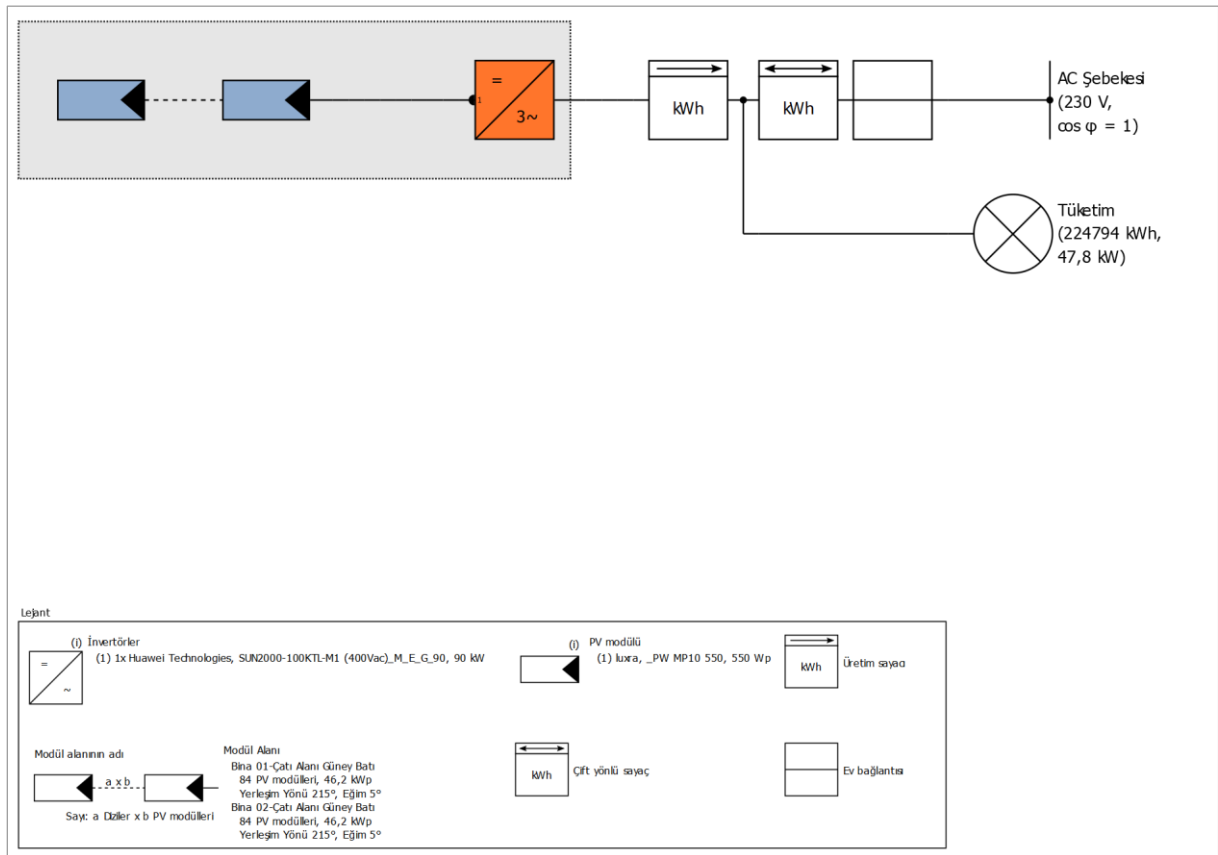 =
1
3~
kWh
kWh
AC Şebekesi
(230 V,
cos φ = 1)
Tüketim
(224794 kWh,
47,8 kW)
Lejant
(i) İnvertörler
(1) 1x Huawei Technologies, SUN2000-100KTL-M1 (400Vac)_M_E_G_90, 90 kW
=
~
(i) PV modülü
(1) luxra, _PW MP10 550, 550 Wp
kWh
Üretim sayacı
Modül alanının adı
a x b
Sayı: a Diziler x b PV modülleri
Modül Alanı
Bina 01-Çatı Alanı Güney Batı
84 PV modülleri, 46,2 kWp
Yerleşim Yönü 215°, Eğim 5°
Bina 02-Çatı Alanı Güney Batı
84 PV modülleri, 46,2 kWp
Yerleşim Yönü 215°, Eğim 5°
kWh
Çift yönlü sayaç
Ev bağlantısı